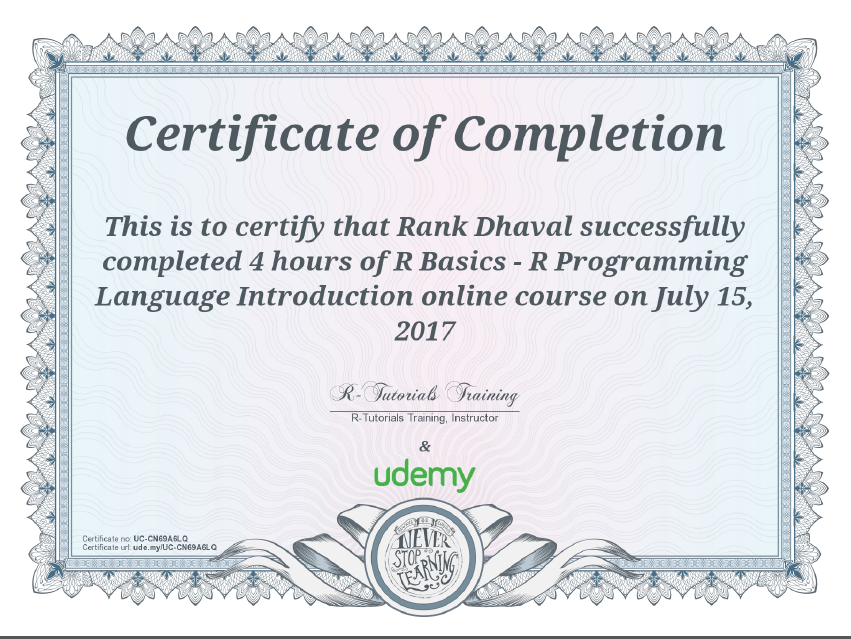 Certificate of Completion
This is to certify that Rank Dhaval successfully
completed 4 hours of R Basics - R Programming
Language Introduction online course on July 15,
2017
R-Tutorials Training
R-Tutorials Training, Instructor
&
udemy
Certificate no: UC-CN69A6LQ
Certificate url: ude.my/UC-CN69A6LQ
NEVER
STOP
LEARNING